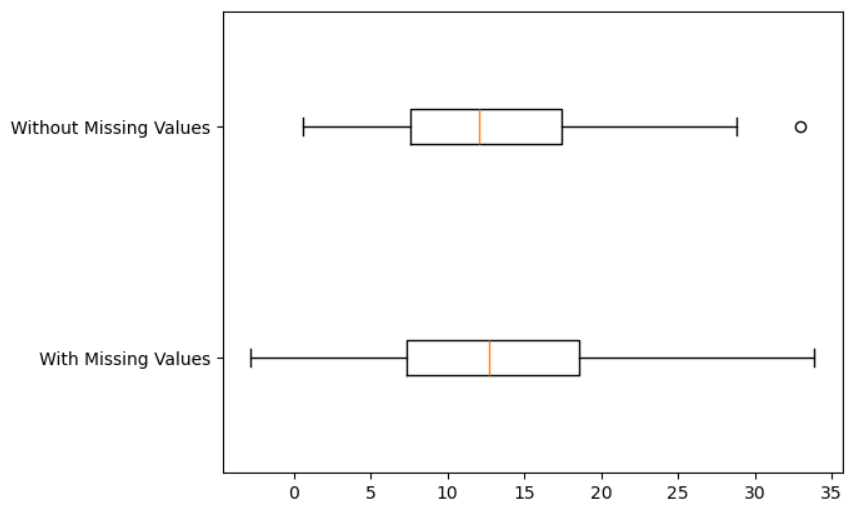 Without Missing Values
With Missing Values
0 5 10 15 20 25 30 35